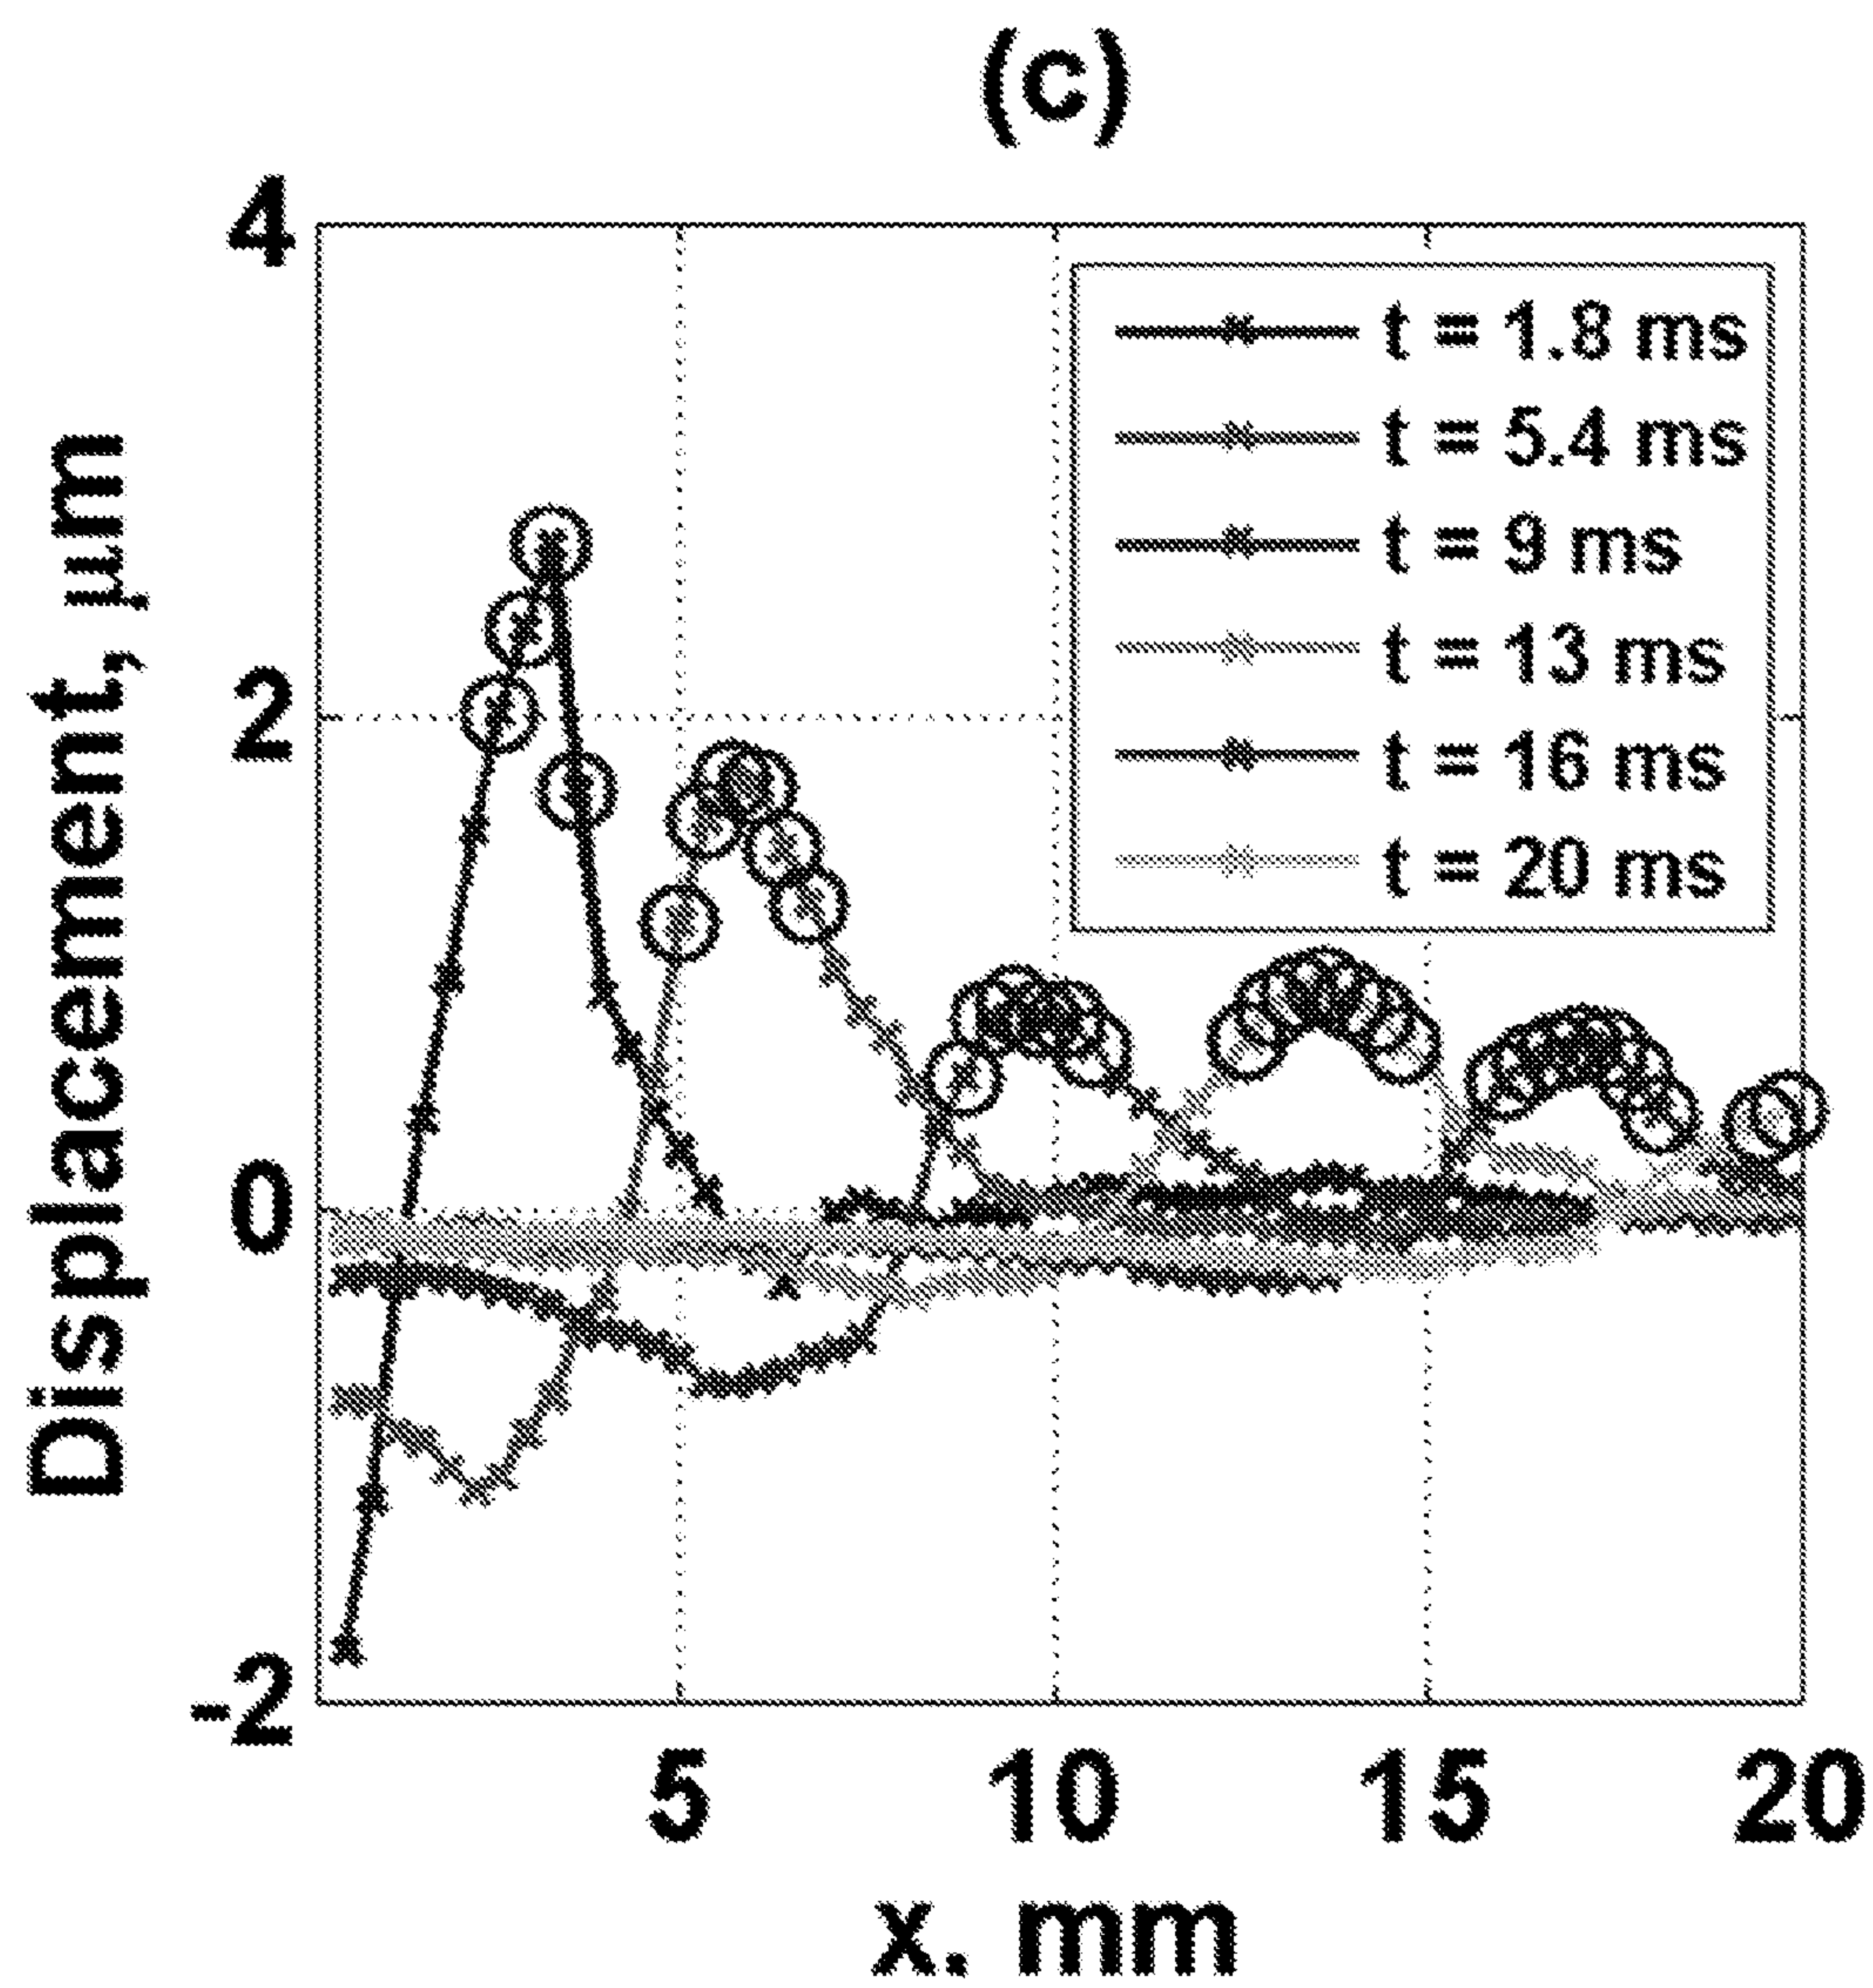 (c)
4
2
0
-2
Displacement, μm
t = 1.8 ms
t = 5.4 ms
t = 9 ms
t = 13 ms
t = 16 ms
t = 20 ms
5 10 15 20
x. mm